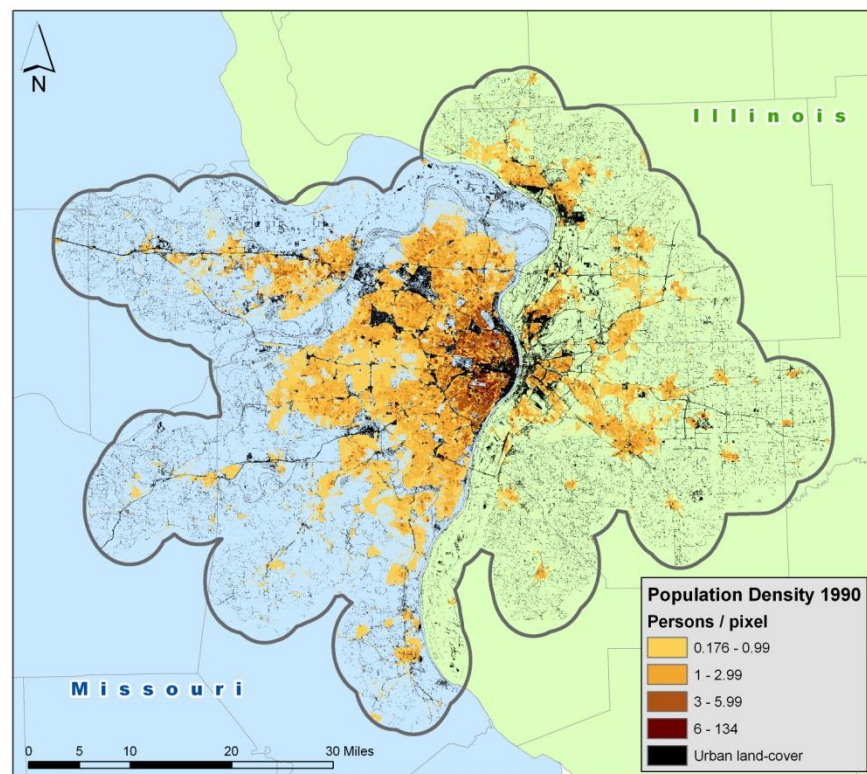 N
Illinois
Missouri
0 5 10 20 30 Miles
Population Density 1990
Persons / pixel
0.176 - 0.99
1 - 2.99
3 - 5.99
6 - 134
Urban land-cover